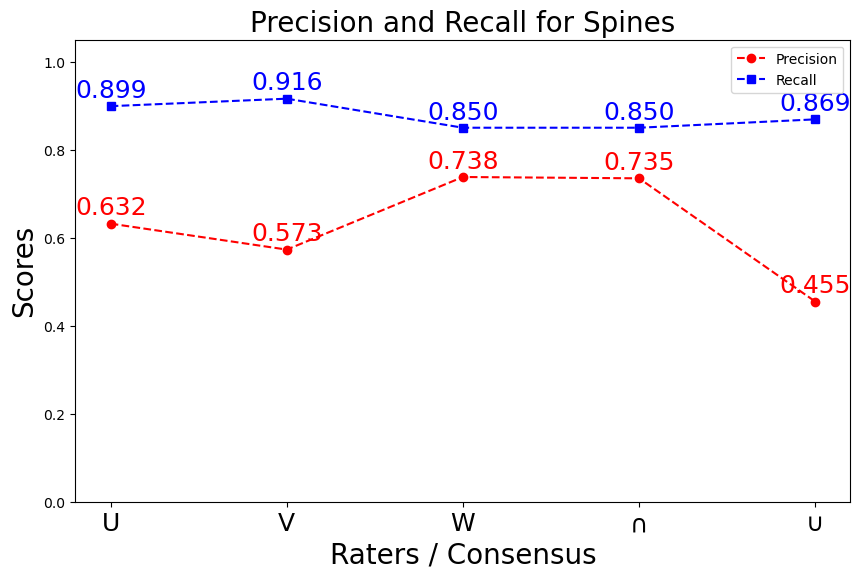 Precision and Recall for Spines
Precision
Recall
0.899
0.916
0.850
0.850
0.869
0.632
0.573
0.738
0.735
0.455
1.0
0.8
0.6
0.4
0.2
0.0
Scores
U
V
W
∩
∪
Raters / Consensus